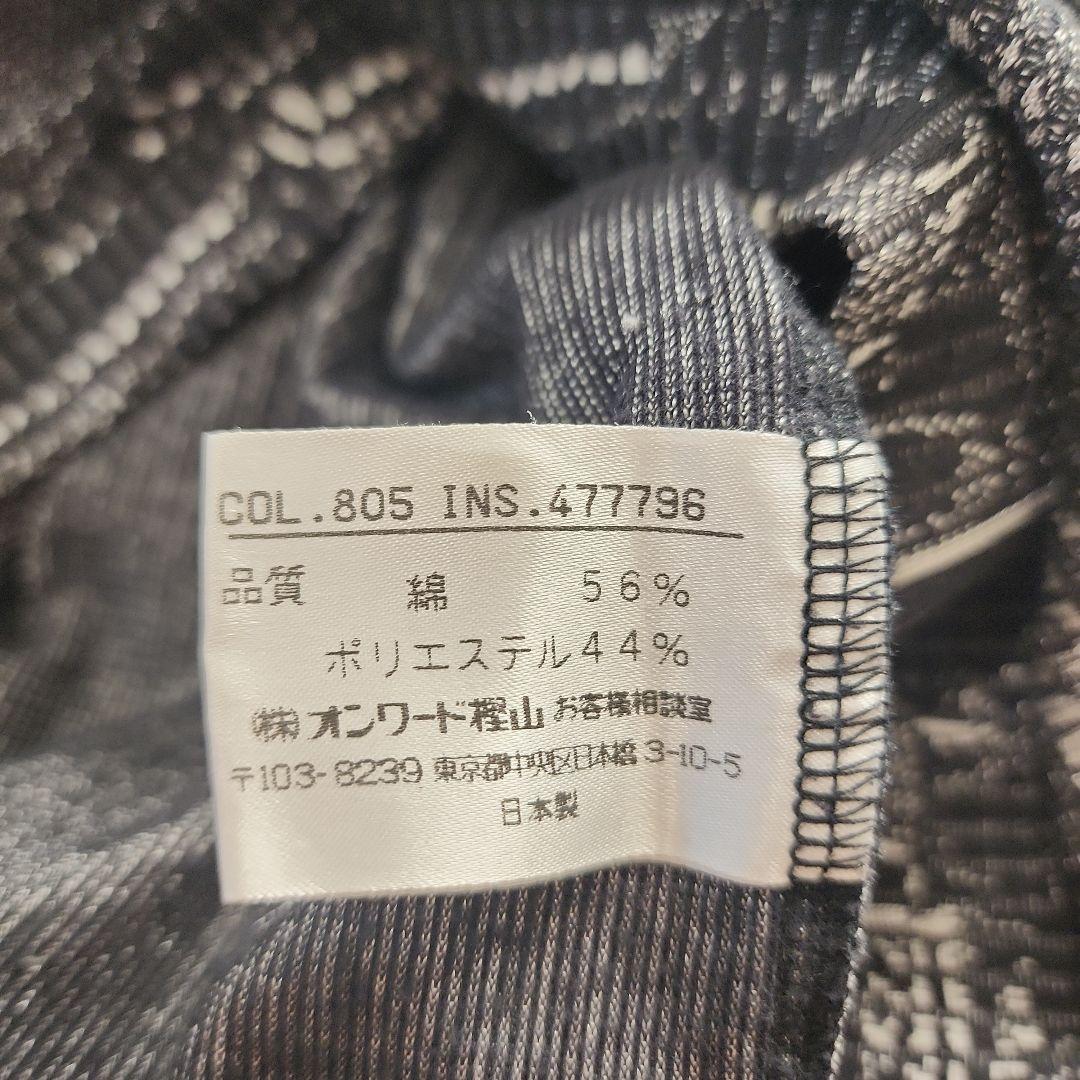 COL.805 INS.477796
品質 綿 56%
ポリエステル44%
㈱オンワード樫山 お客様相談室
〒103-8239 東京都中央区日本橋 3-10-5
日本製